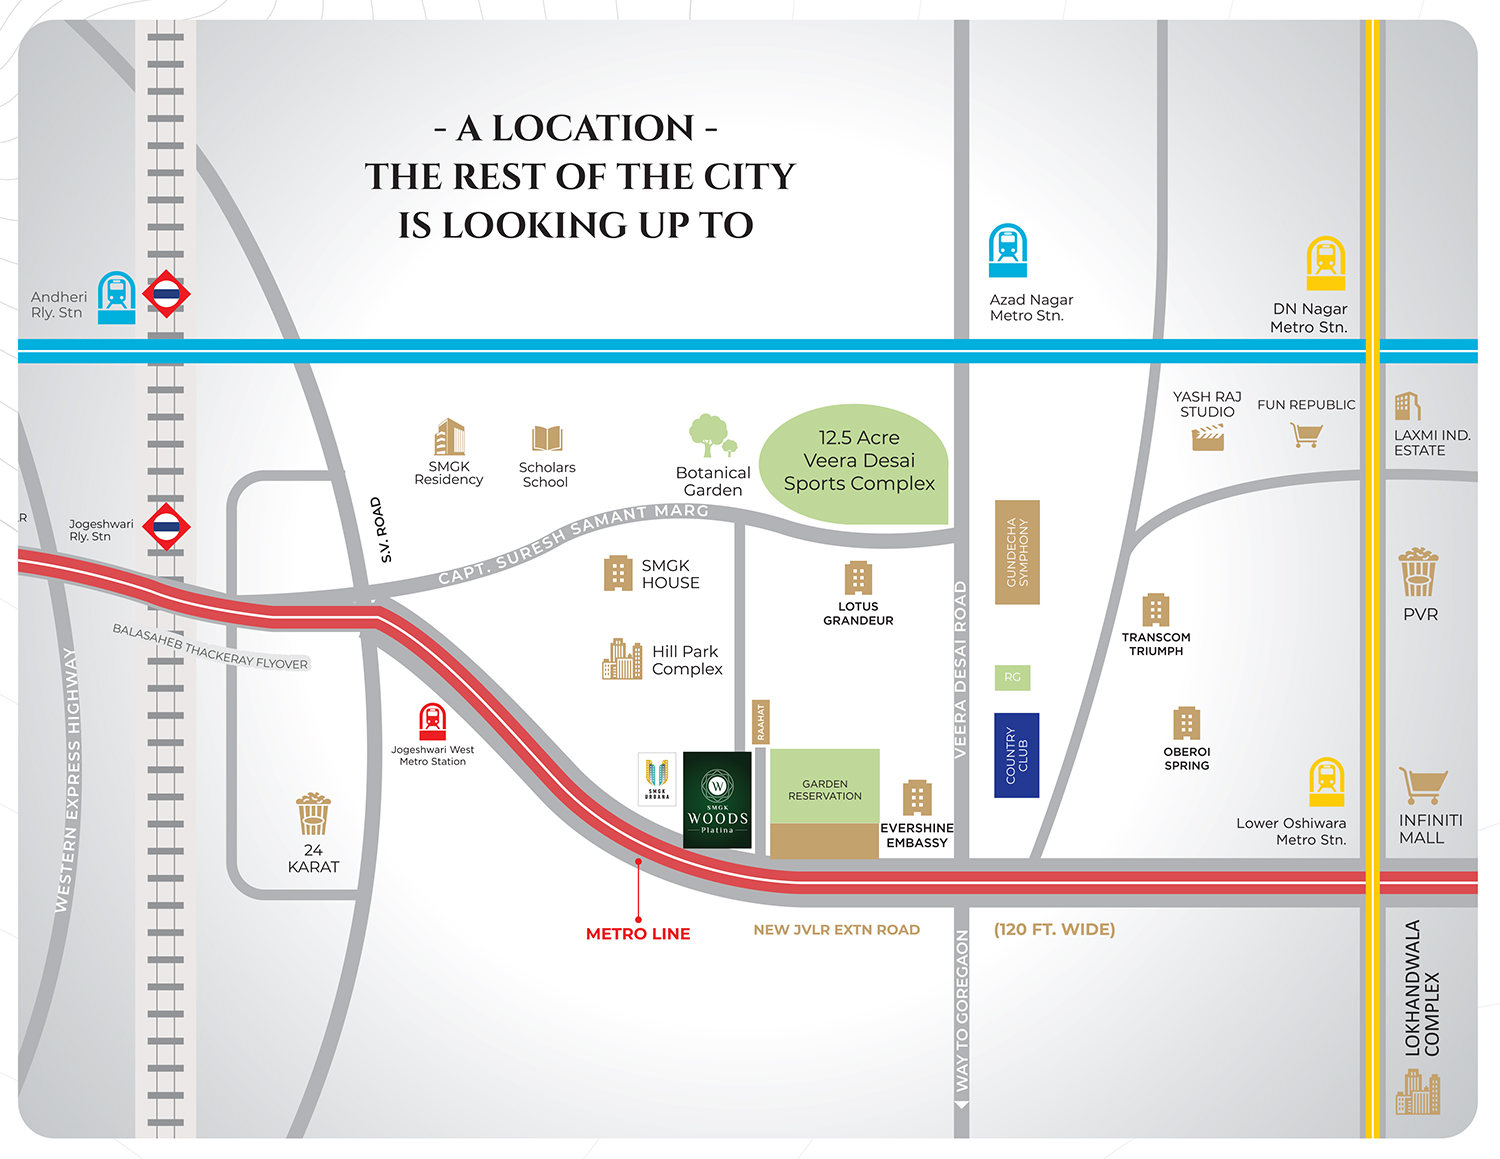 - A LOCATION -
THE REST OF THE CITY
IS LOOKING UP TO
Andheri
Rly. Stn
Azad Nagar
Metro Stn.
DN Nagar
Metro Stn.
YASH RAJ
STUDIO
FUN REPUBLIC
LAXMI IND.
ESTATE
SMGK
Residency
Scholars
School
Botanical
Garden
12.5 Acre
Veera Desai
Sports Complex
Jogeshwari
Rly. Stn
S.V. ROAD
CAPT. SURESH SAMANT MARG
SMGK
HOUSE
LOTUS
GRANDEUR
GUNDECHA
SYMPHONY
PVR
TRANSCOM
TRIUMPH
BALASAHEB THACKERAY FLYOVER
Hill Park
Complex
VEERA DESAI ROAD
RG
WESTERN EXPRESS HIGHWAY
Jogeshwari West
Metro Station
RAAHAT
COUNTRY
CLUB
OBEROI
SPRING
SMGK
URBANA
W
SMGK
WOODS
Platina
GARDEN
RESERVATION
EVERSHINE
EMBASSY
Lower Oshiwara
Metro Stn.
INFINITI
MALL
24
KARAT
METRO LINE
NEW JVLR EXTN ROAD
(120 FT. WIDE)
WAY TO GOREGAON
LOKHANDWALA
COMPLEX